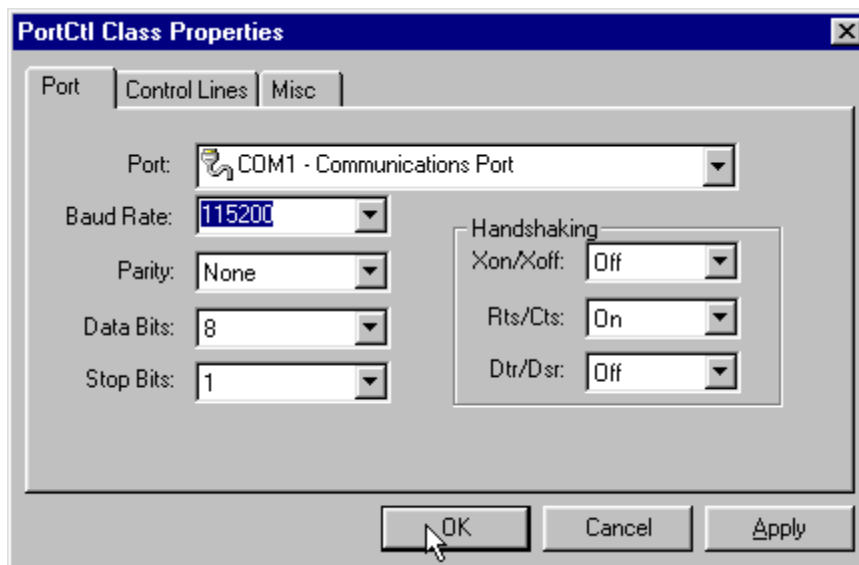 PortCtl Class Properties
Port Control Lines Misc
Port: COM1 - Communications Port
Baud Rate: 115200
Handshaking
Xon/Xoff: Off
Parity: None
Rts/Cts: On
Data Bits: 8
Dtr/Dsr: Off
Stop Bits: 1
OK Cancel Apply